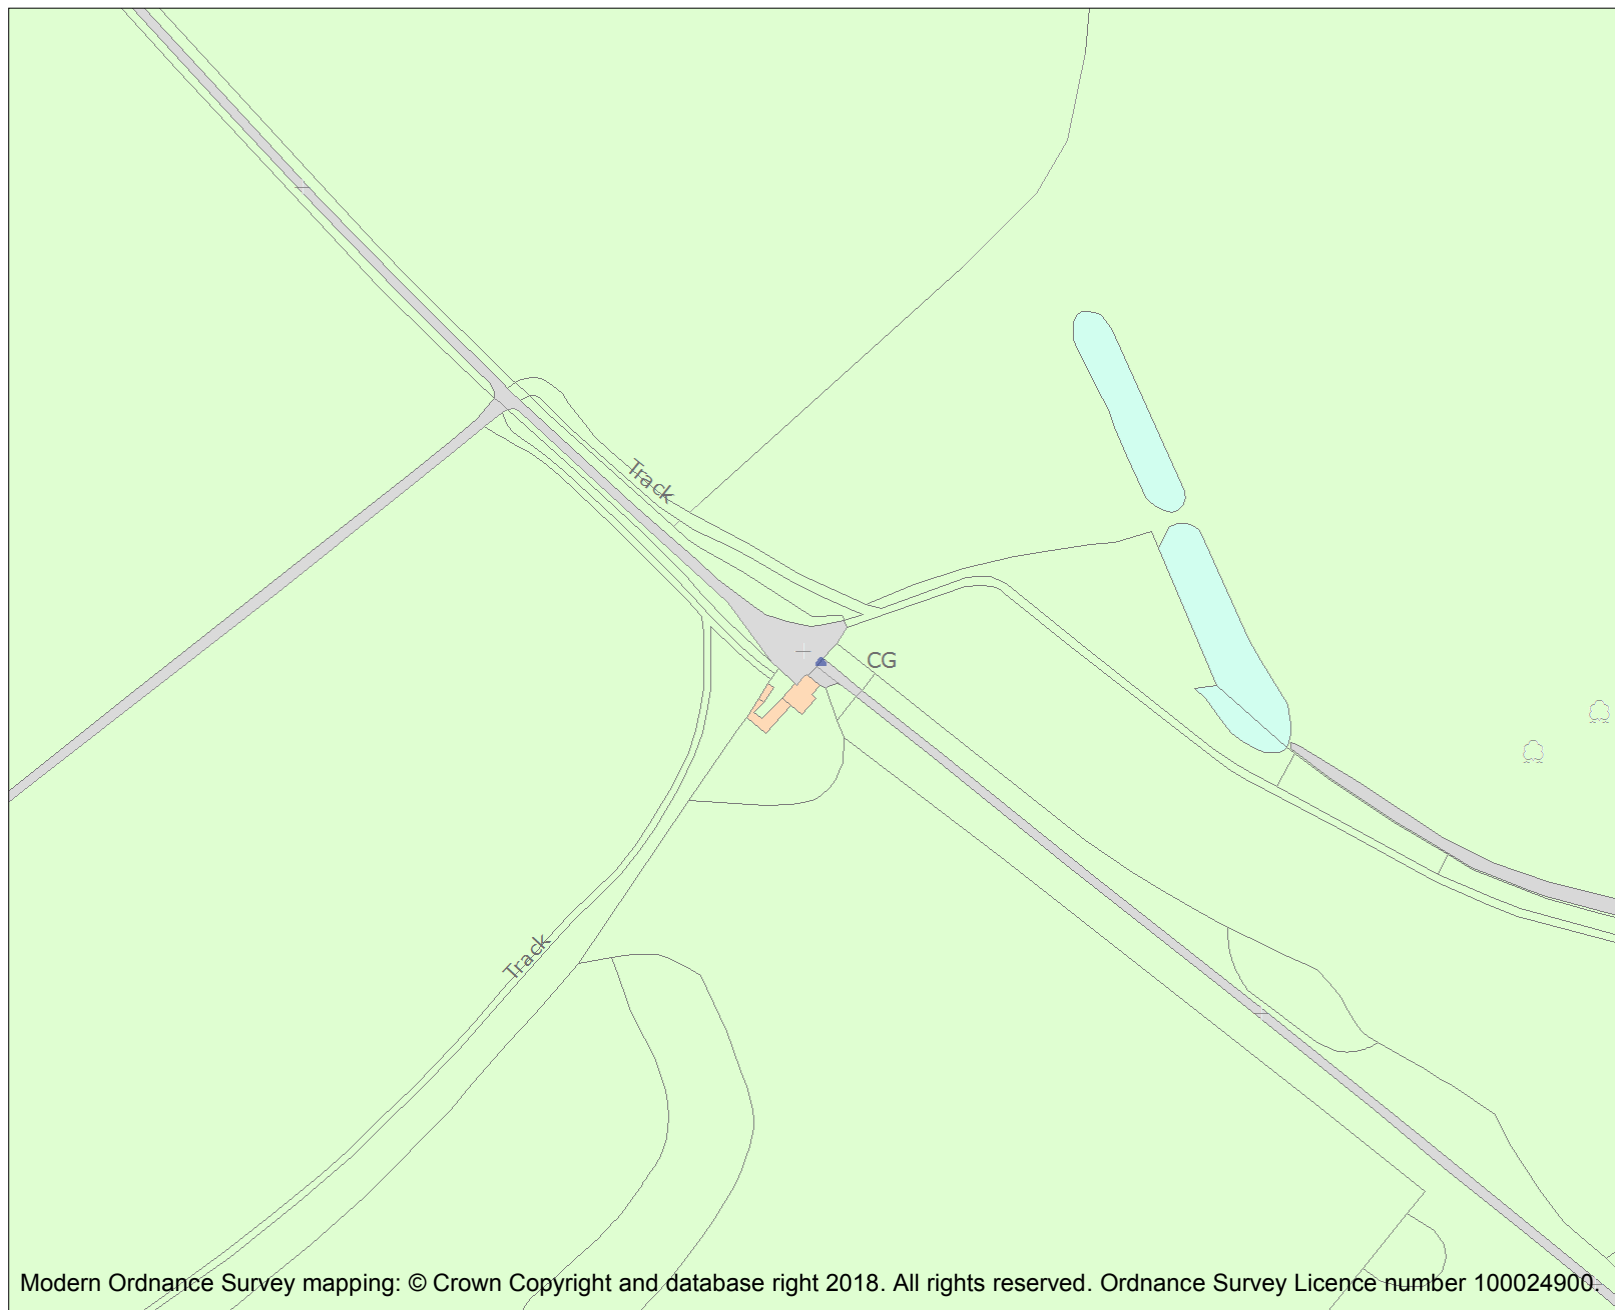 Track
CG
Track
Modern Ordnance Survey mapping: © Crown Copyright and database right 2018. All rights reserved. Ordnance Survey Licence number 100024900.